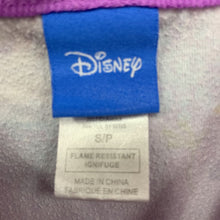 Disney
S/P
FLAME RESISTANT
IGNIFUGE
MADE IN CHINA
FABRIQUÉ EN CHINE